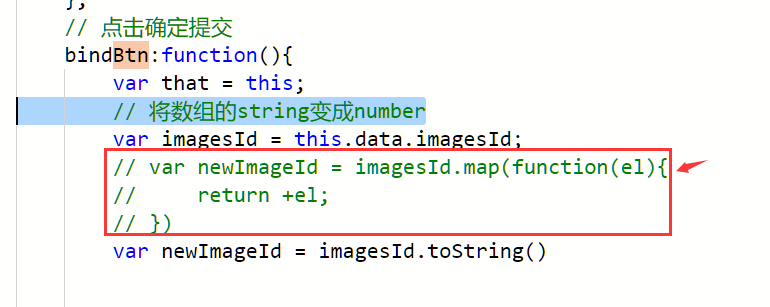 },
// 点击确定提交
bindBtn:function(){
var that = this;
// 将数组的string变成number
var imagesId = this.data.imagesId;
// var newImageId = imagesId.map(function(el){
//     return +el;
// })
var newImageId = imagesId.toString()